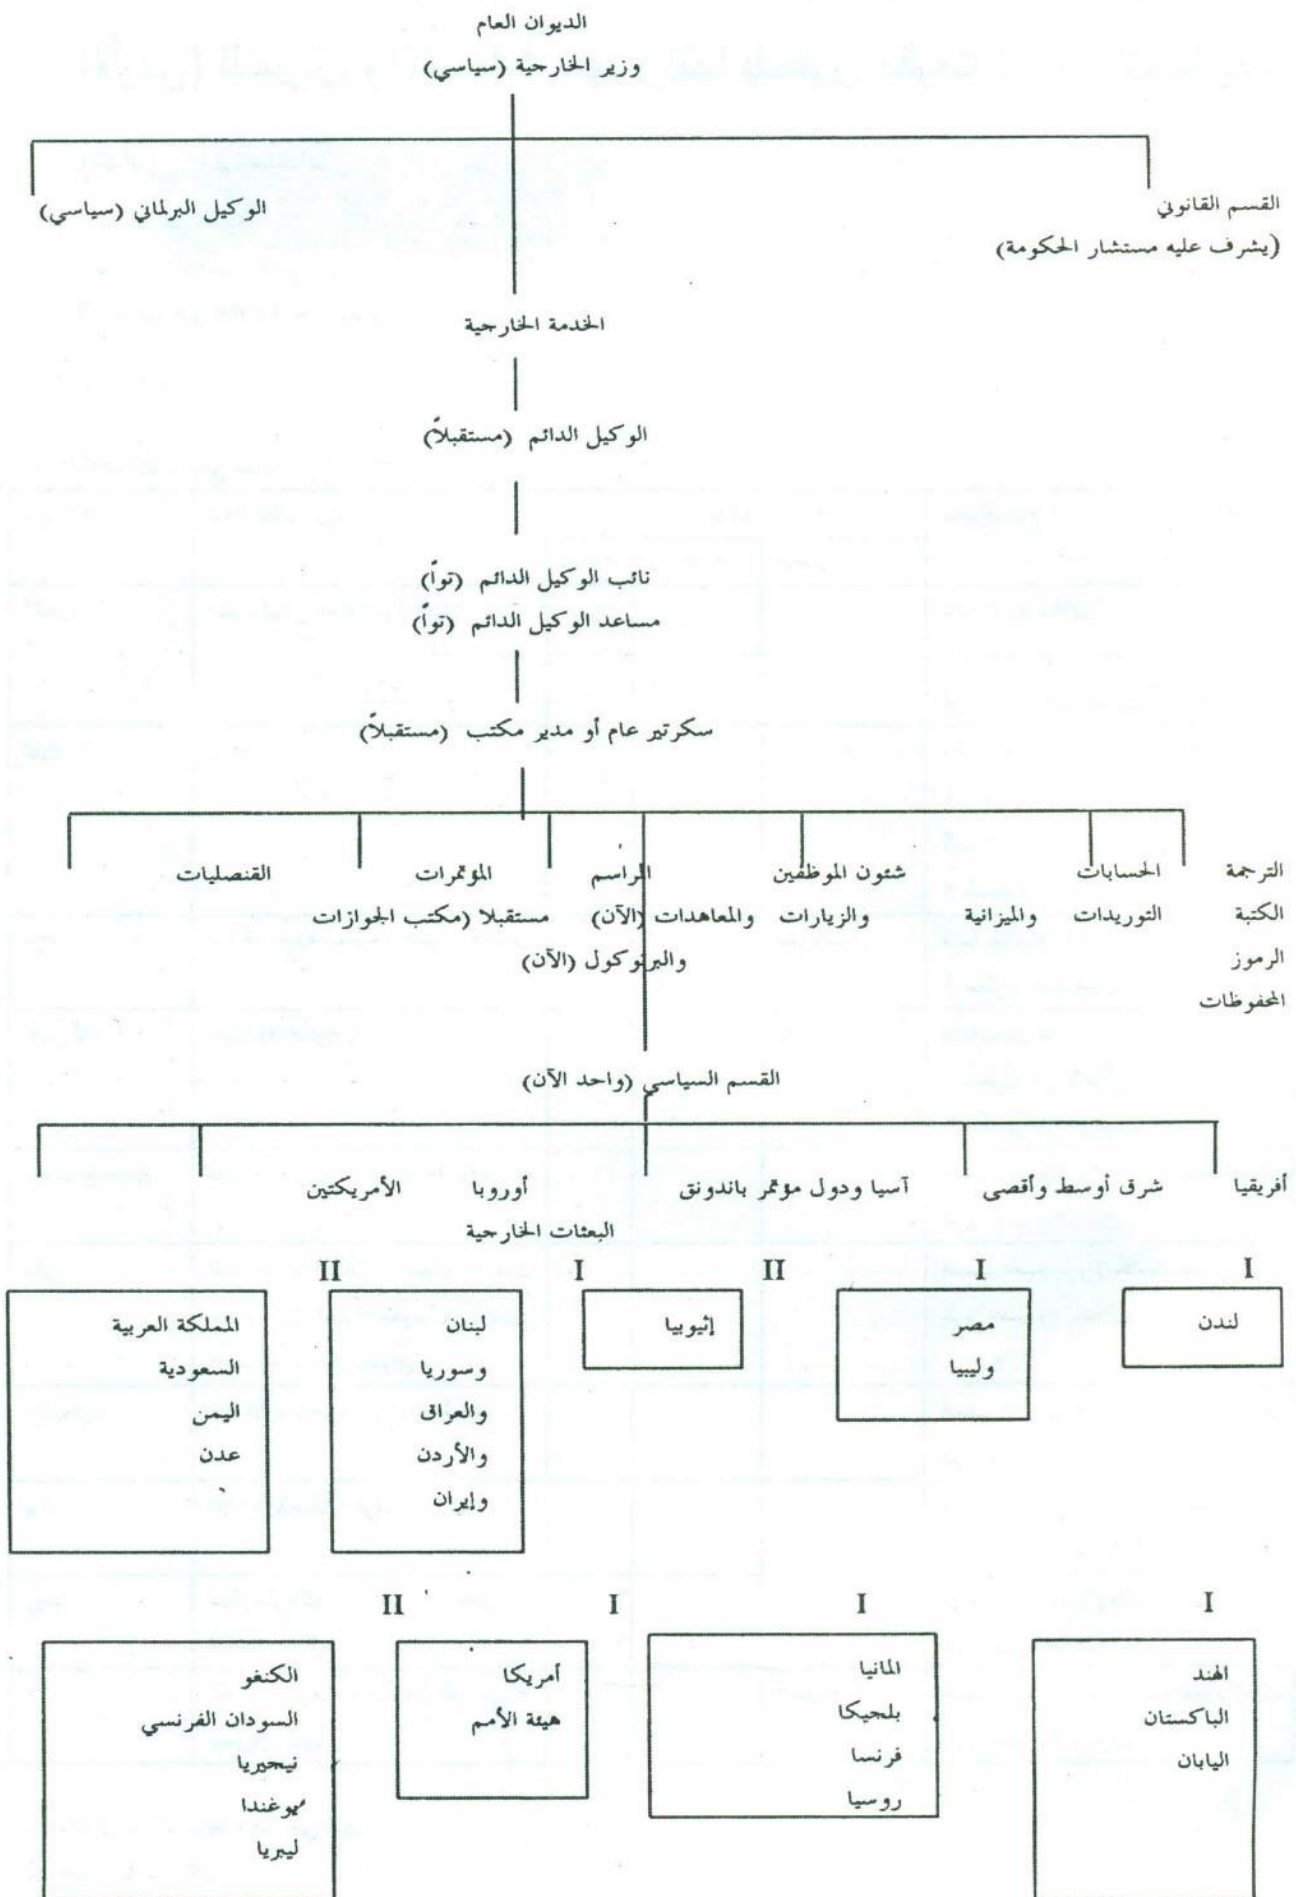 الديوان العام
وزير الخارجية (سياسي)
القسم القانوني
(يشرف عليه مستشار الحكومة)
الوكيل البرلماني (سياسي)
الخدمة الخارجية
الوكيل الدائم (مستقبلاً)
نائب الوكيل الدائم (تواً)
مساعد الوكيل الدائم (تواً)
سكرتير عام أو مدير مكتب (مستقبلاً)
الترجمة الحسابات شئون الموظفين المراسم المؤتمرات القنصليات
الكتبة التوريدات والميزانية والزيارات والمعاهدات (الآن) مستقبلا (مكتب الجوازات
الرموز والبرتوكول (الآن)
المحفوظات
القسم السياسي (واحد الآن)
أفريقيا شرق أوسط وأقصى آسيا ودول مؤتمر باندونق أوروبا الأمريكتين
البعثات الخارجية
I I II I II
لندن
مصر
وليبيا
إثيوبيا
لبنان
وسوريا
والعراق
والأردن
وإيران
المملكة العربية
السعودية
اليمن
عدن
I I I II
الهند
الباكستان
اليابان
المانيا
بلجيكا
فرنسا
روسيا
أمريكا
هيئة الأمم
الكنغو
السودان الفرنسي
نيجيريا
يوغندا
ليبريا